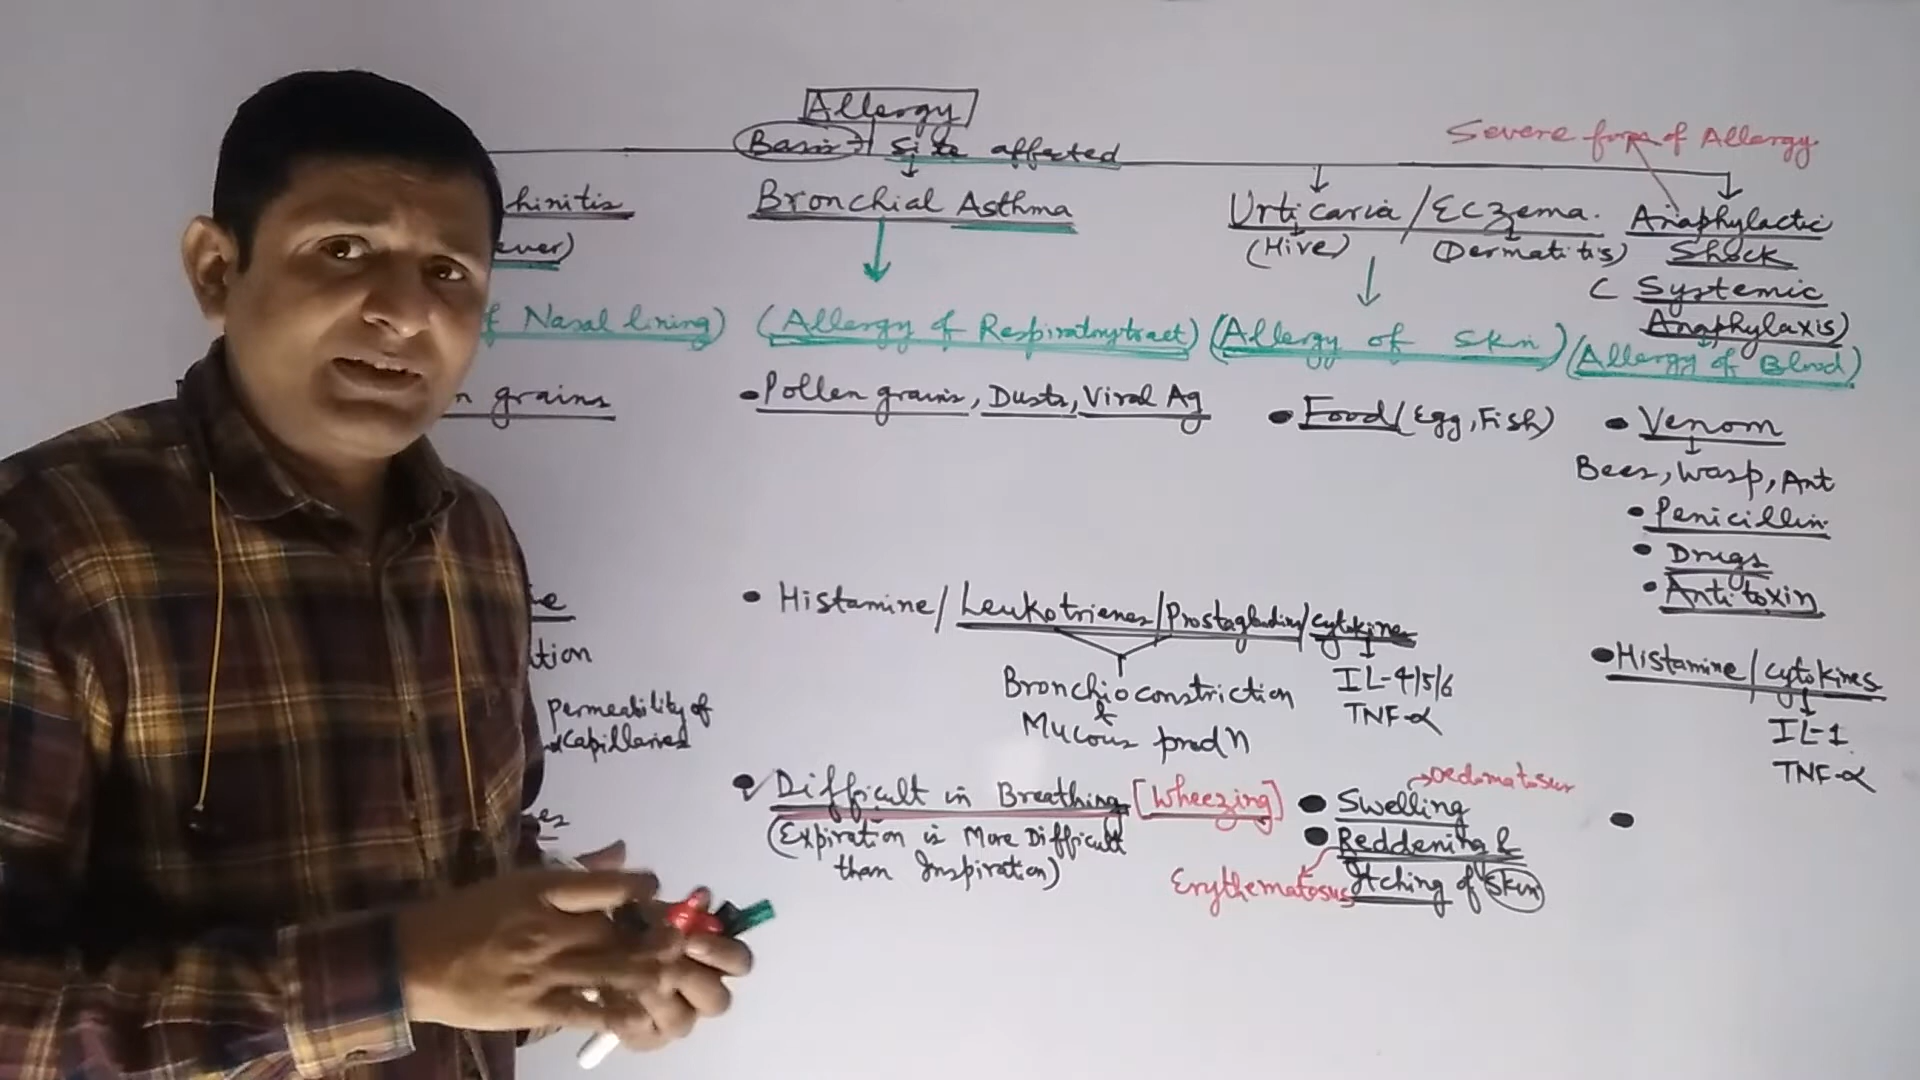 Allergy
Basis → Site affected
Severe form of Allergy
hinitis
ever)
f Nasal lining)
n grains
ne
tion
permeability of
Capillaries
es
Bronchial Asthma
(Allergy of Respiratory tract)
• Pollen grains, Dusts, Viral Ag
• Histamine/Leukotrienes/Prostaglandins/Cytokines
Bronchioconstriction
&
Mucous prodn
IL-4/5/6
TNF-α
• Difficult in Breathing [Wheezing]
(Expiration is More Difficult
than Inspiration)
Urticaria/Eczema.
(Hive) (Dermatitis)
(Allergy of Skin)
• Food (Egg, Fish)
• Swelling
• Reddening &
Erythematosus Itching of Skin
Anaphylactic
Shock
( Systemic
Anaphylaxis)
(Allergy of Blood)
• Venom
Bees, Wasp, Ant
• Penicillin
• Drugs
• Antitoxin
• Histamine/Cytokines
IL-1
TNF-α